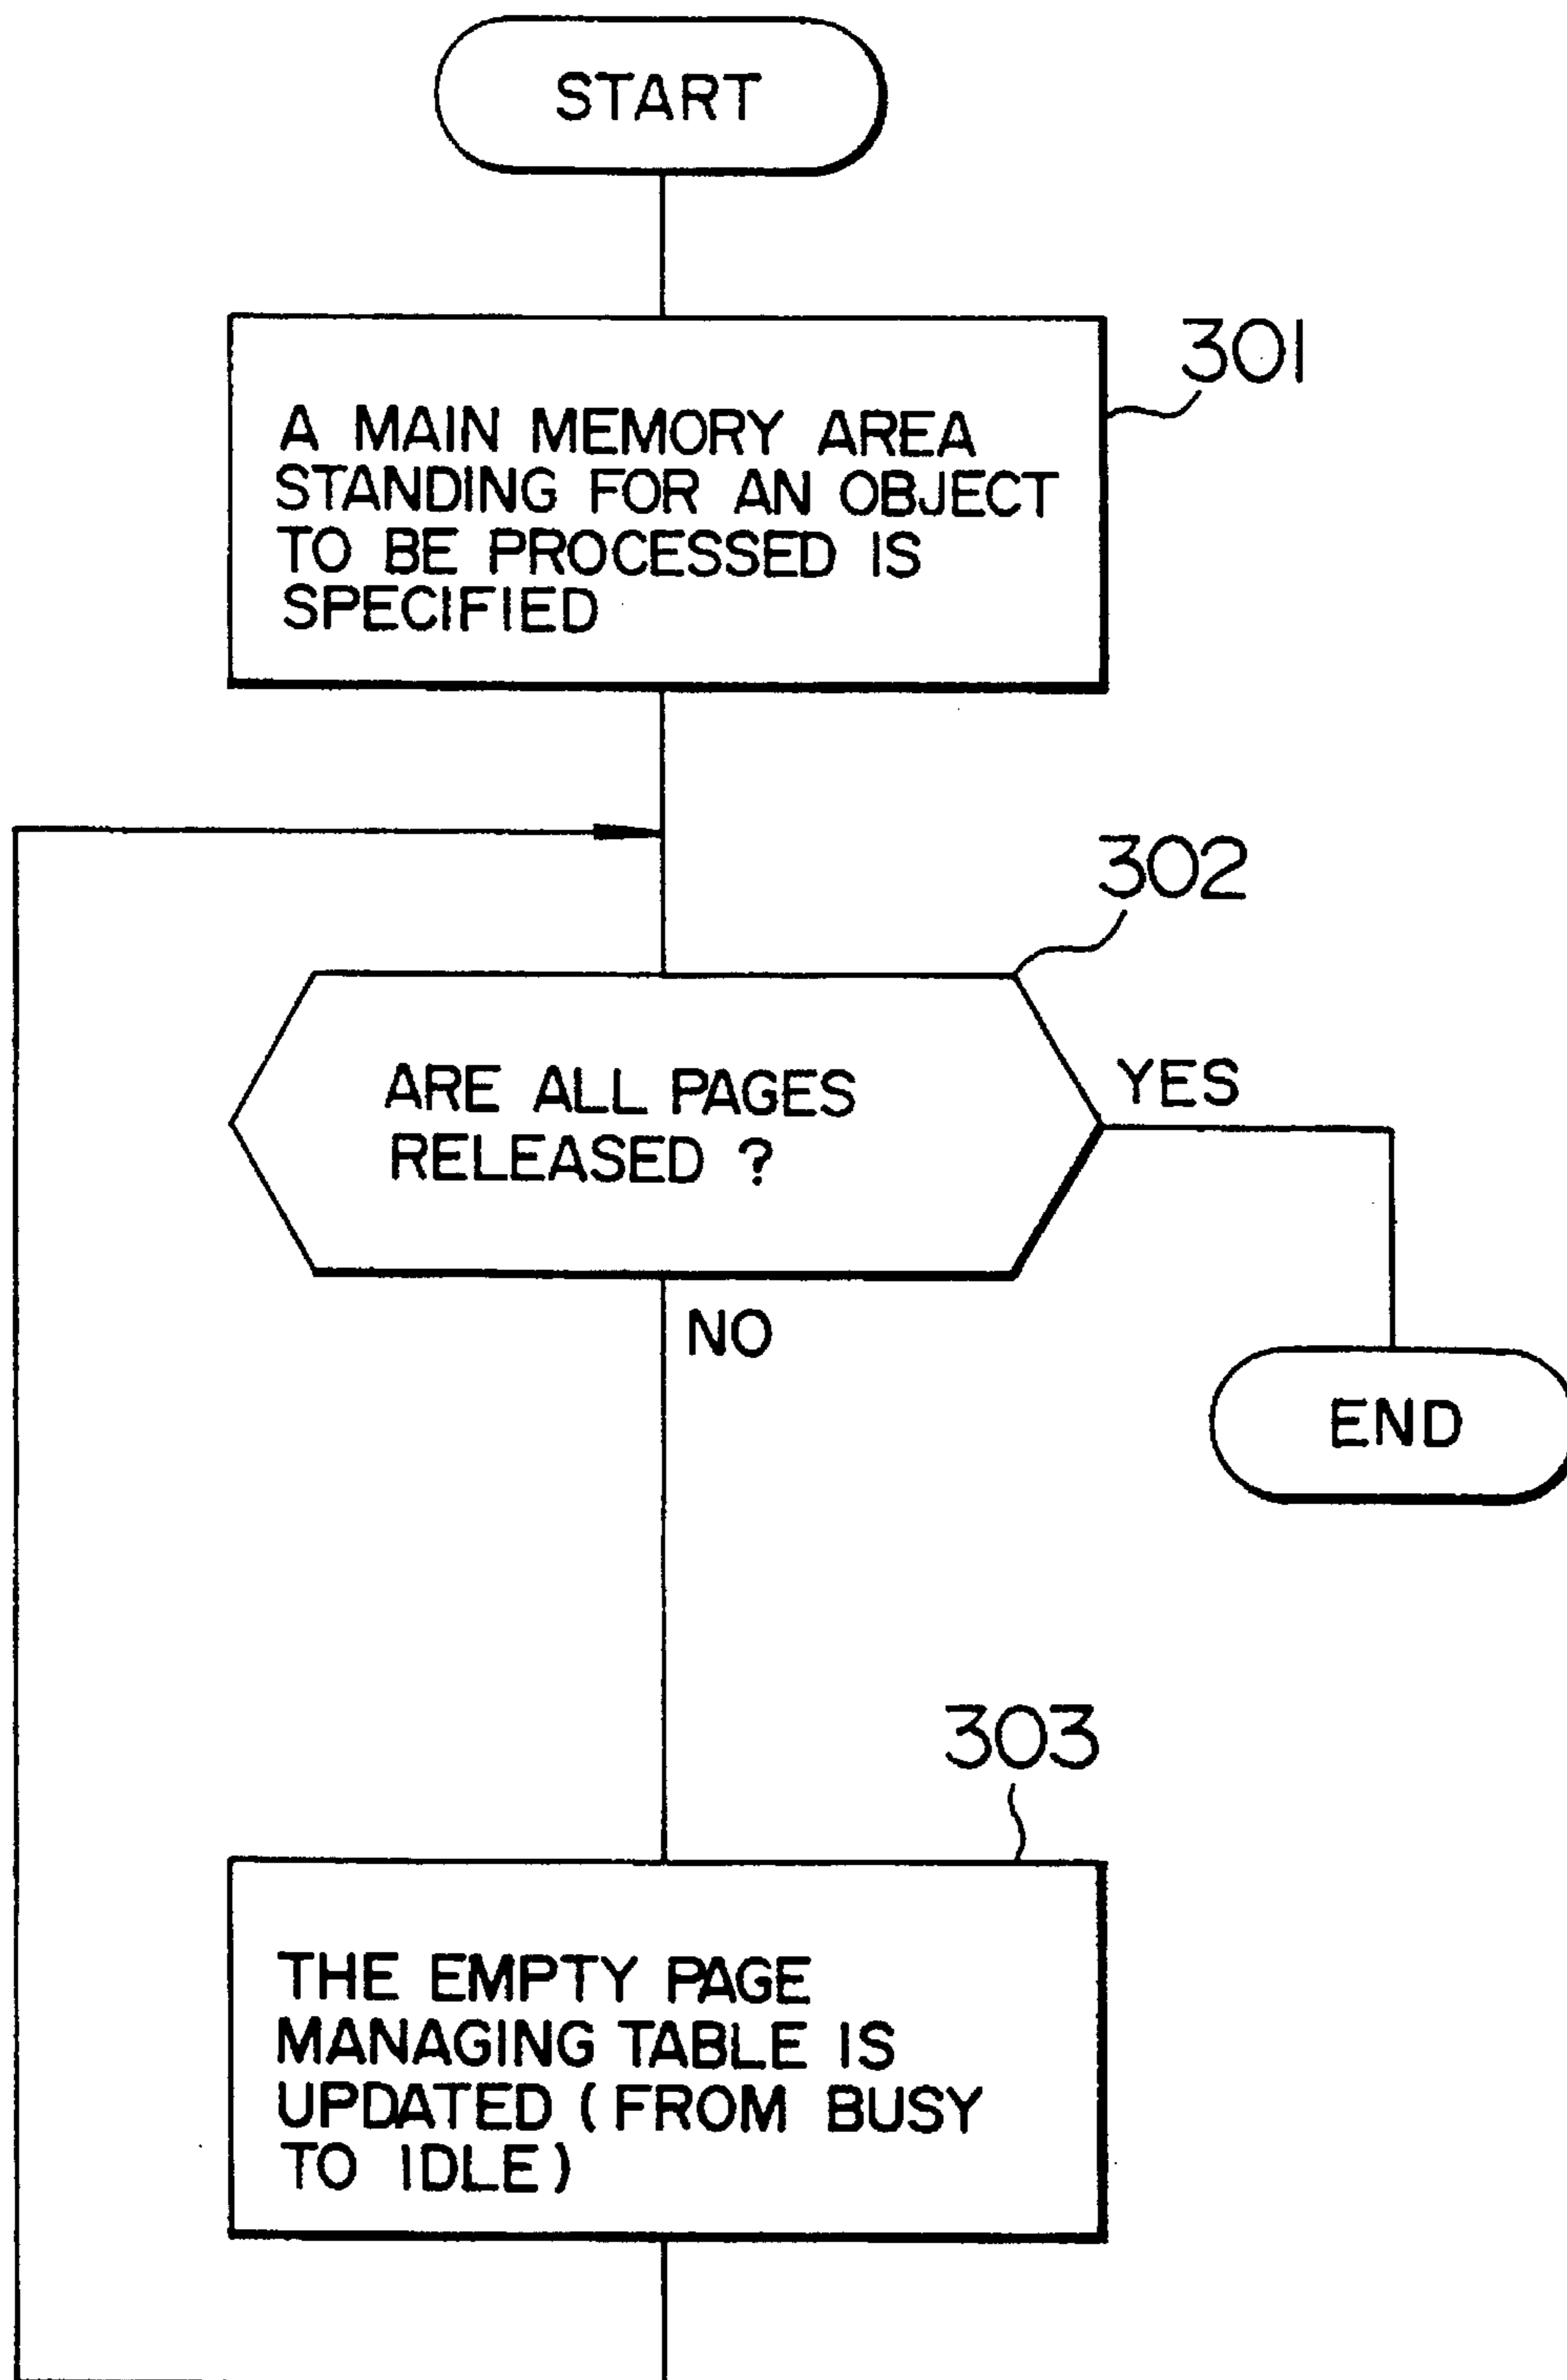 START
301
A MAIN MEMORY AREA
STANDING FOR AN OBJECT
TO BE PROCESSED IS
SPECIFIED
302
ARE ALL PAGES
RELEASED ?
YES
NO
END
303
THE EMPTY PAGE
MANAGING TABLE IS
UPDATED (FROM BUSY
TO IDLE)